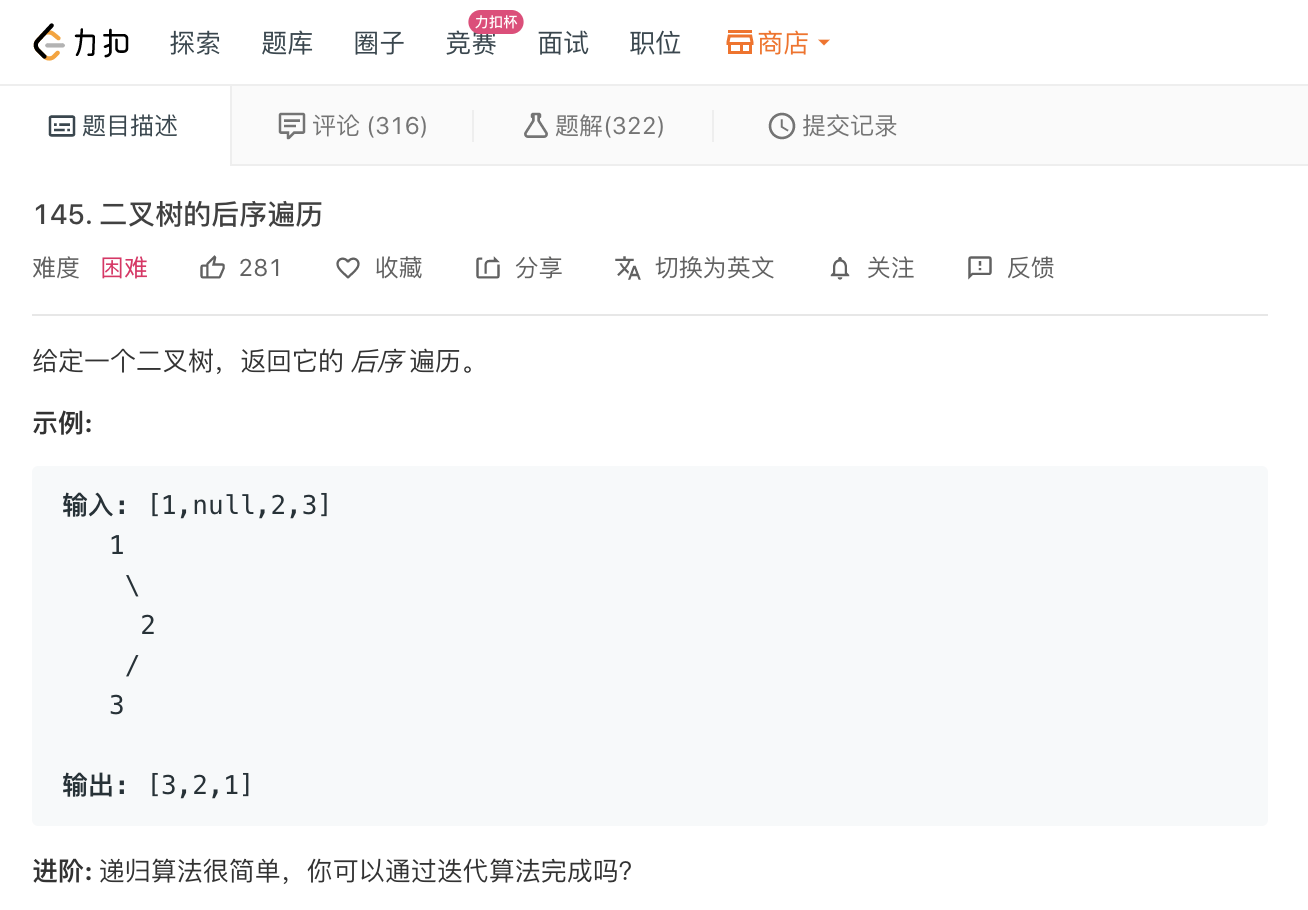 力扣 探索 题库 圈子 竞赛 力扣杯 面试 职位 商店
题目描述 评论 (316) 题解(322) 提交记录
145. 二叉树的后序遍历
难度 困难 281 收藏 分享 切换为英文 关注 反馈
给定一个二叉树，返回它的 后序 遍历。
示例:
输入: [1,null,2,3]
1
\
2
/
3
输出: [3,2,1]
进阶: 递归算法很简单，你可以通过迭代算法完成吗?